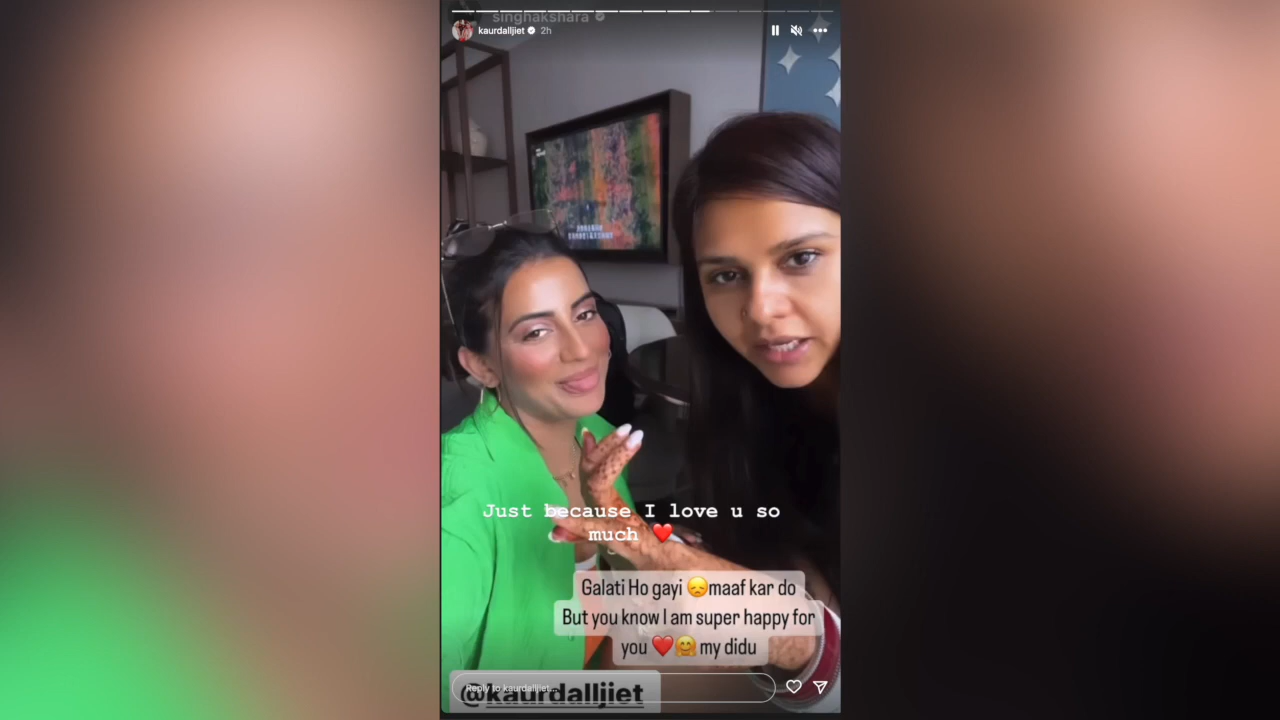 singhakshara
kaurdalljiet 2h
Just because I love u so
much ❤️
Galati Ho gayi 😞maaf kar do
But you know I am super happy for
you ❤️🤗 my didu
Reply to kaurdalljiet...
@kaurdalljiet